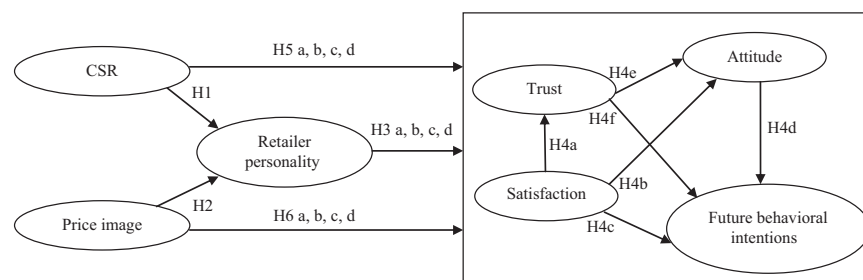 H5 a, b, c, d
CSR
H1
Retailer
personality
H3 a, b, c, d
H2
Price image
H6 a, b, c, d
Attitude
H4e
Trust
H4f
H4d
H4a
Satisfaction
H4b
H4c
Future behavioral
intentions